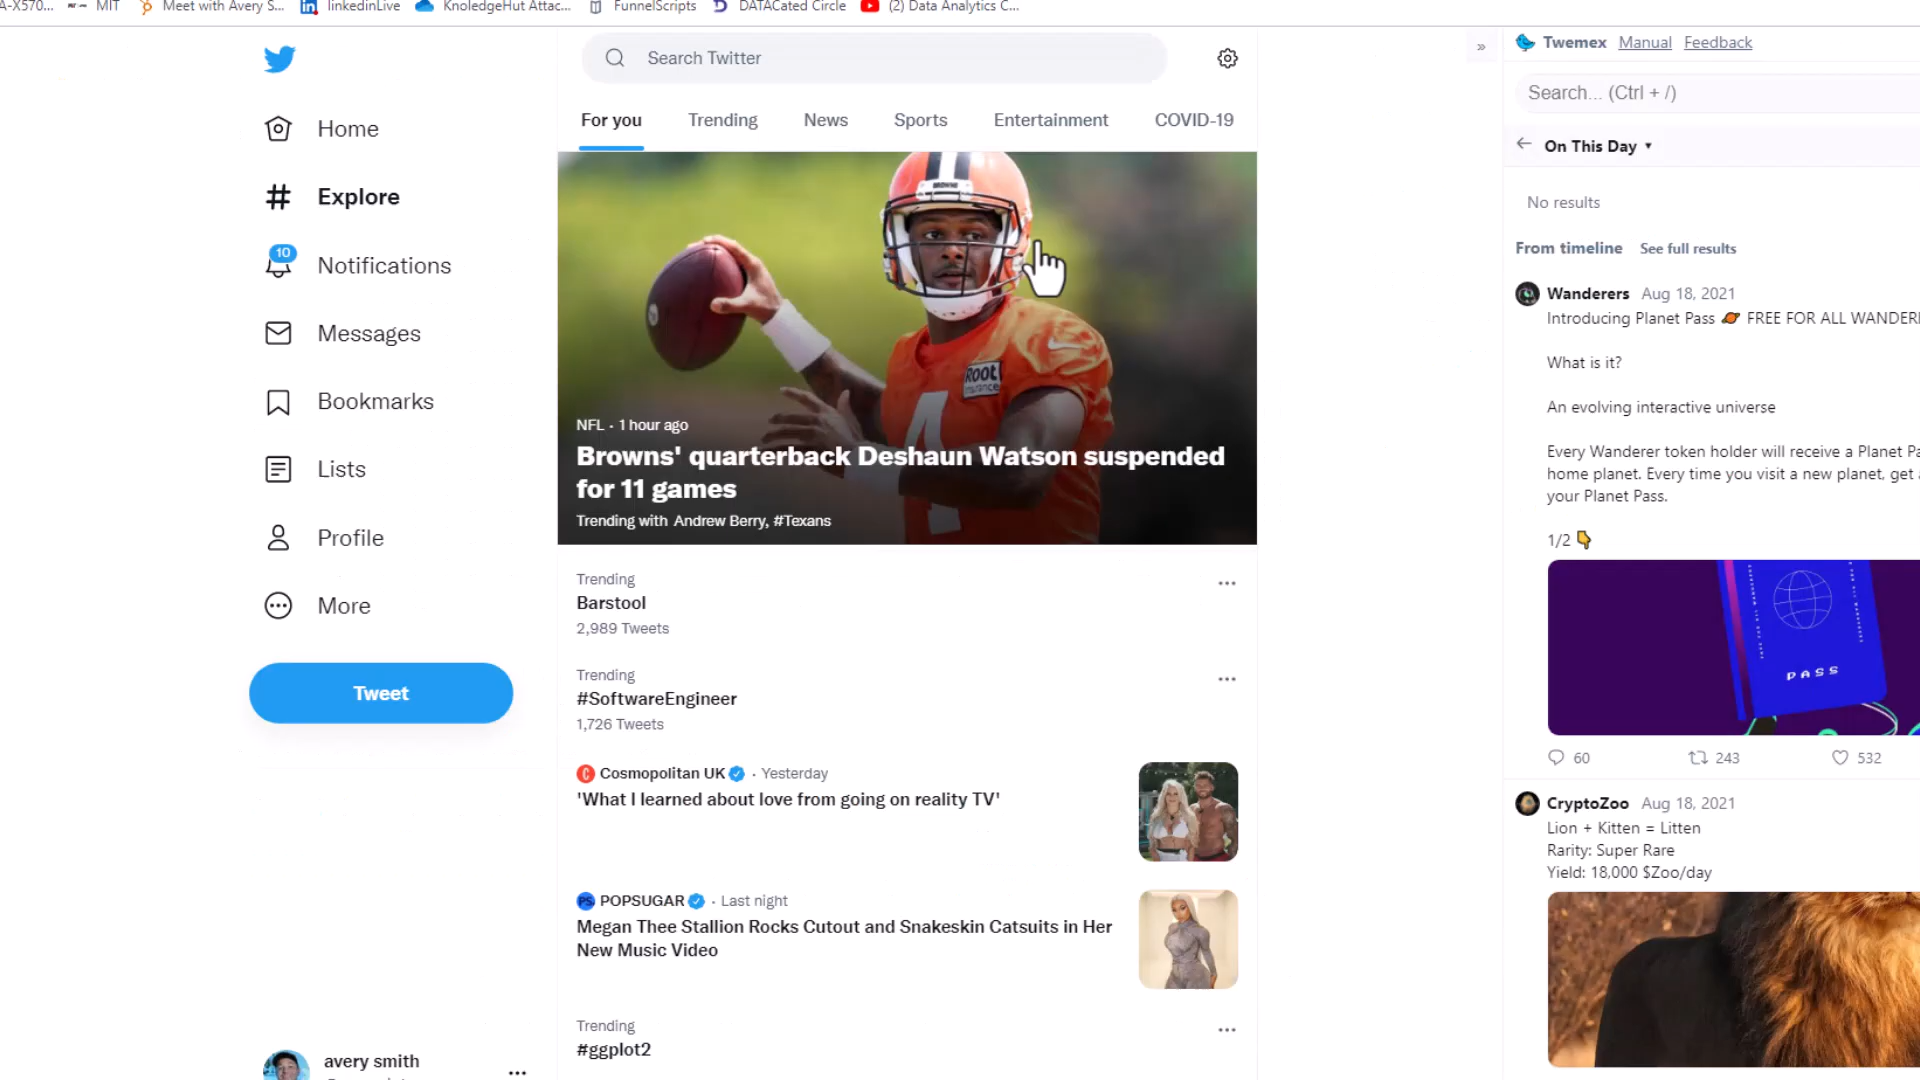 A-X570...
MIT
Meet with Avery S...
linkedinLive
KnoledgeHut Attac...
FunnelScripts
DATACated Circle
(2) Data Analytics C...
Search Twitter
For you
Trending
News
Sports
Entertainment
COVID-19
Home
Explore
10
Notifications
Messages
Bookmarks
Lists
Profile
More
Tweet
avery smith
BROWNS
Root
Insurance
4
NFL · 1 hour ago
Browns' quarterback Deshaun Watson suspended
for 11 games
Trending with Andrew Berry, #Texans
Trending
Barstool
2,989 Tweets
Trending
#SoftwareEngineer
1,726 Tweets
Cosmopolitan UK · Yesterday
'What I learned about love from going on reality TV'
PS POPSUGAR · Last night
Megan Thee Stallion Rocks Cutout and Snakeskin Catsuits in Her
New Music Video
Trending
#ggplot2
»
Twemex Manual Feedback
Search... (Ctrl + /)
On This Day
No results
From timeline See full results
Wanderers Aug 18, 2021
Introducing Planet Pass 🪐 FREE FOR ALL WANDER
What is it?
An evolving interactive universe
Every Wanderer token holder will receive a Planet Pa
home planet. Every time you visit a new planet, get a
your Planet Pass.
1/2 👇
PASS
60 243 532
CryptoZoo Aug 18, 2021
Lion + Kitten = Litten
Rarity: Super Rare
Yield: 18,000 $Zoo/day